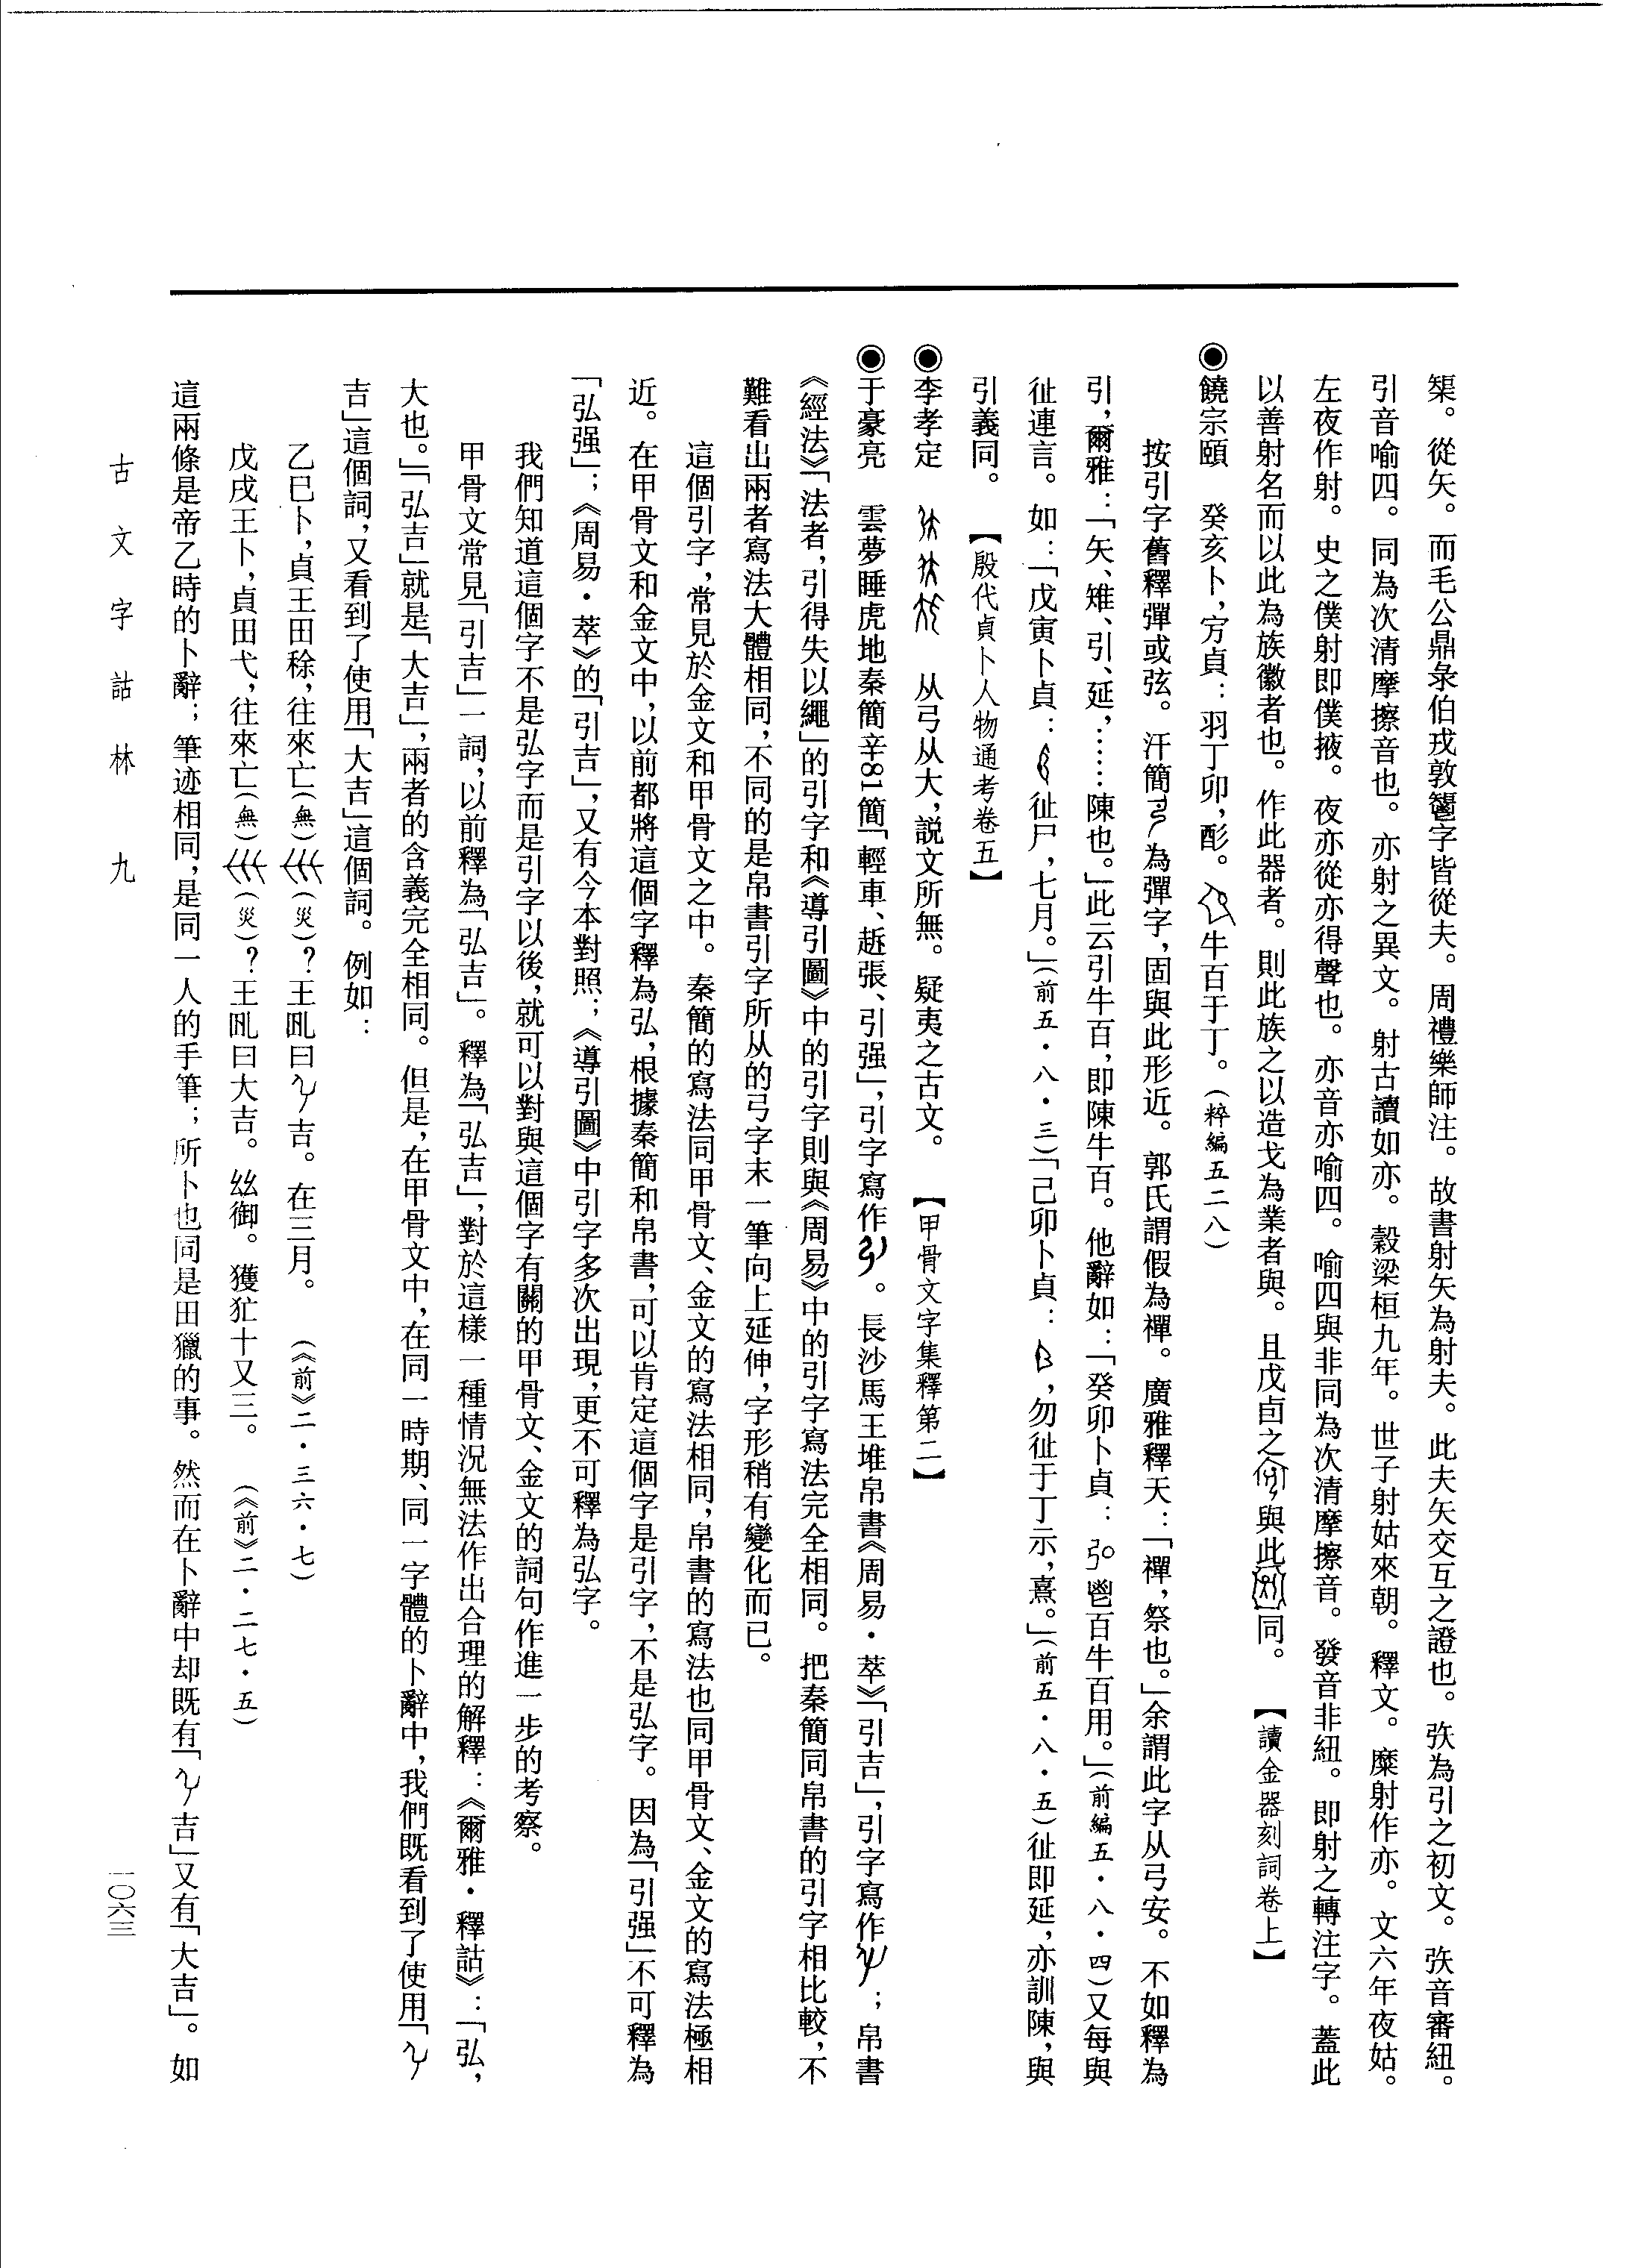 榘。從矢。而毛公鼎彔伯戎敦字皆從夫。周禮樂師注。故書射矢為射夫。此夫矢交互之證也。㢩為引之初文。㢩音審紐。
引音喻四。同為次清摩擦音也。亦射之異文。射古讀如亦。穀梁桓九年。世子射姑來朝。釋文。麋射作亦。文六年夜姑。
左夜作射。史之僕射即僕掖。夜亦從亦得聲也。亦音亦喻四。喻四與非同為次清摩擦音。發音非紐。即射之轉注字。蓋此
以善射名而以此為族徽者也。作此器者。則此族之以造戈為業者與。且戊卣之與此同。　【讀金器刻詞卷上】
◉饒宗頤　癸亥卜，㱿貞：羽丁卯，酌。牛百于丁。（粹編五二八）
按引字舊釋彈或弦。汗簡為彈字，固與此形近。郭氏謂假為禪。廣雅釋天：「禪，祭也。」余謂此字从弓安。不如釋為
引，爾雅：「矢、雉、引、延，……陳也。」此云引牛百，即陳牛百。他辭如：「癸卯卜貞：鬯百牛百用。」（前編五・八・四）又每與
㢟連言。如：「戊寅卜貞：㢟尸，七月。」（前五・八・三）「己卯卜貞：，勿㢟于丁示，熹。」（前五・八・五）㢟即延，亦訓陳，與
引義同。　【殷代貞卜人物通考卷五】
◉李孝定　　从弓从大，説文所無。疑夷之古文。　【甲骨文字集釋第二】
◉于豪亮　雲夢睡虎地秦簡辛81簡「輕車、趀張、引强」，引字寫作。長沙馬王堆帛書《周易・萃》「引吉」，引字寫作；帛書
《經法》「法者，引得失以繩」的引字和《導引圖》中的引字則與《周易》中的引字寫法完全相同。把秦簡同帛書的引字相比較，不
難看出兩者寫法大體相同，不同的是帛書引字所从的弓字末一筆向上延伸，字形稍有變化而已。
這個引字，常見於金文和甲骨文之中。秦簡的寫法同甲骨文、金文的寫法相同，帛書的寫法也同甲骨文、金文的寫法極相
近。在甲骨文和金文中，以前都將這個字釋為弘，根據秦簡和帛書，可以肯定這個字是引字，不是弘字。因為「引强」不可釋為
「弘强」；《周易・萃》的「引吉」，又有今本對照；《導引圖》中引字多次出現，更不可釋為弘字。
我們知道這個字不是弘字而是引字以後，就可以對與這個字有關的甲骨文、金文的詞句作進一步的考察。
甲骨文常見「引吉」一詞，以前釋為「弘吉」。釋為「弘吉」，對於這樣一種情況無法作出合理的解釋：《爾雅・釋詁》：「弘，
大也。」「弘吉」就是「大吉」，兩者的含義完全相同。但是，在甲骨文中，在同一時期、同一字體的卜辭中，我們既看到了使用「
吉」這個詞，又看到了使用「大吉」這個詞。例如：
乙巳卜，貞王田稌，往來亡（無）（災）？王𠱭曰吉。在三月。　（《前》二・三六・七）
戊戌王卜，貞田弋，往來亡（無）（災）？王𠱭曰大吉。兹御。獲犺十又三。　（《前》二・二七・五）
這兩條是帝乙時的卜辭；筆迹相同，是同一人的手筆；所卜也同是田獵的事。然而在卜辭中却既有「吉」又有「大吉」。如
古文字詁林　九
一〇六三